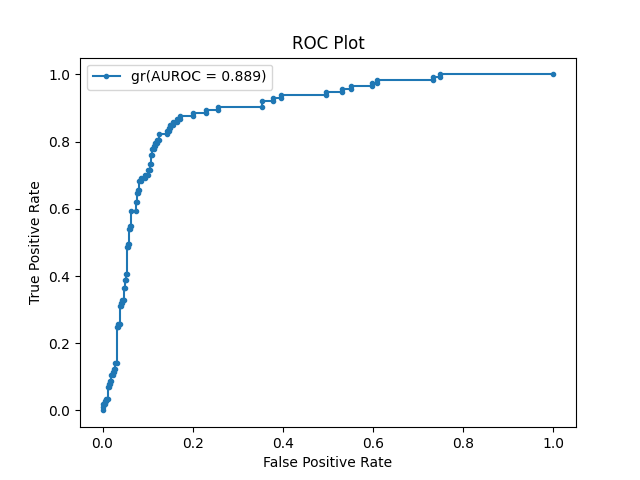 ROC Plot
gr(AUROC = 0.889)
True Positive Rate
1.0
0.8
0.6
0.4
0.2
0.0
0.0 0.2 0.4 0.6 0.8 1.0
False Positive Rate